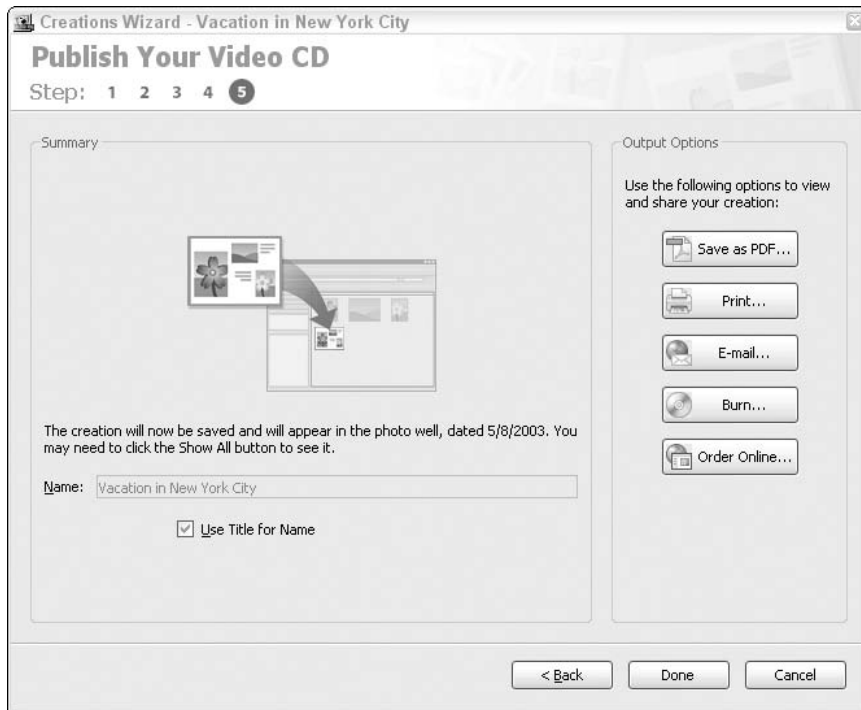 Creations Wizard - Vacation in New York City
Publish Your Video CD
Step: 1 2 3 4 5
Summary
The creation will now be saved and will appear in the photo well, dated 5/8/2003. You
may need to click the Show All button to see it.
Name: Vacation in New York City
Use Title for Name
Output Options
Use the following options to view
and share your creation:
Save as PDF...
Print...
E-mail...
Burn...
Order Online...
< Back
Done
Cancel